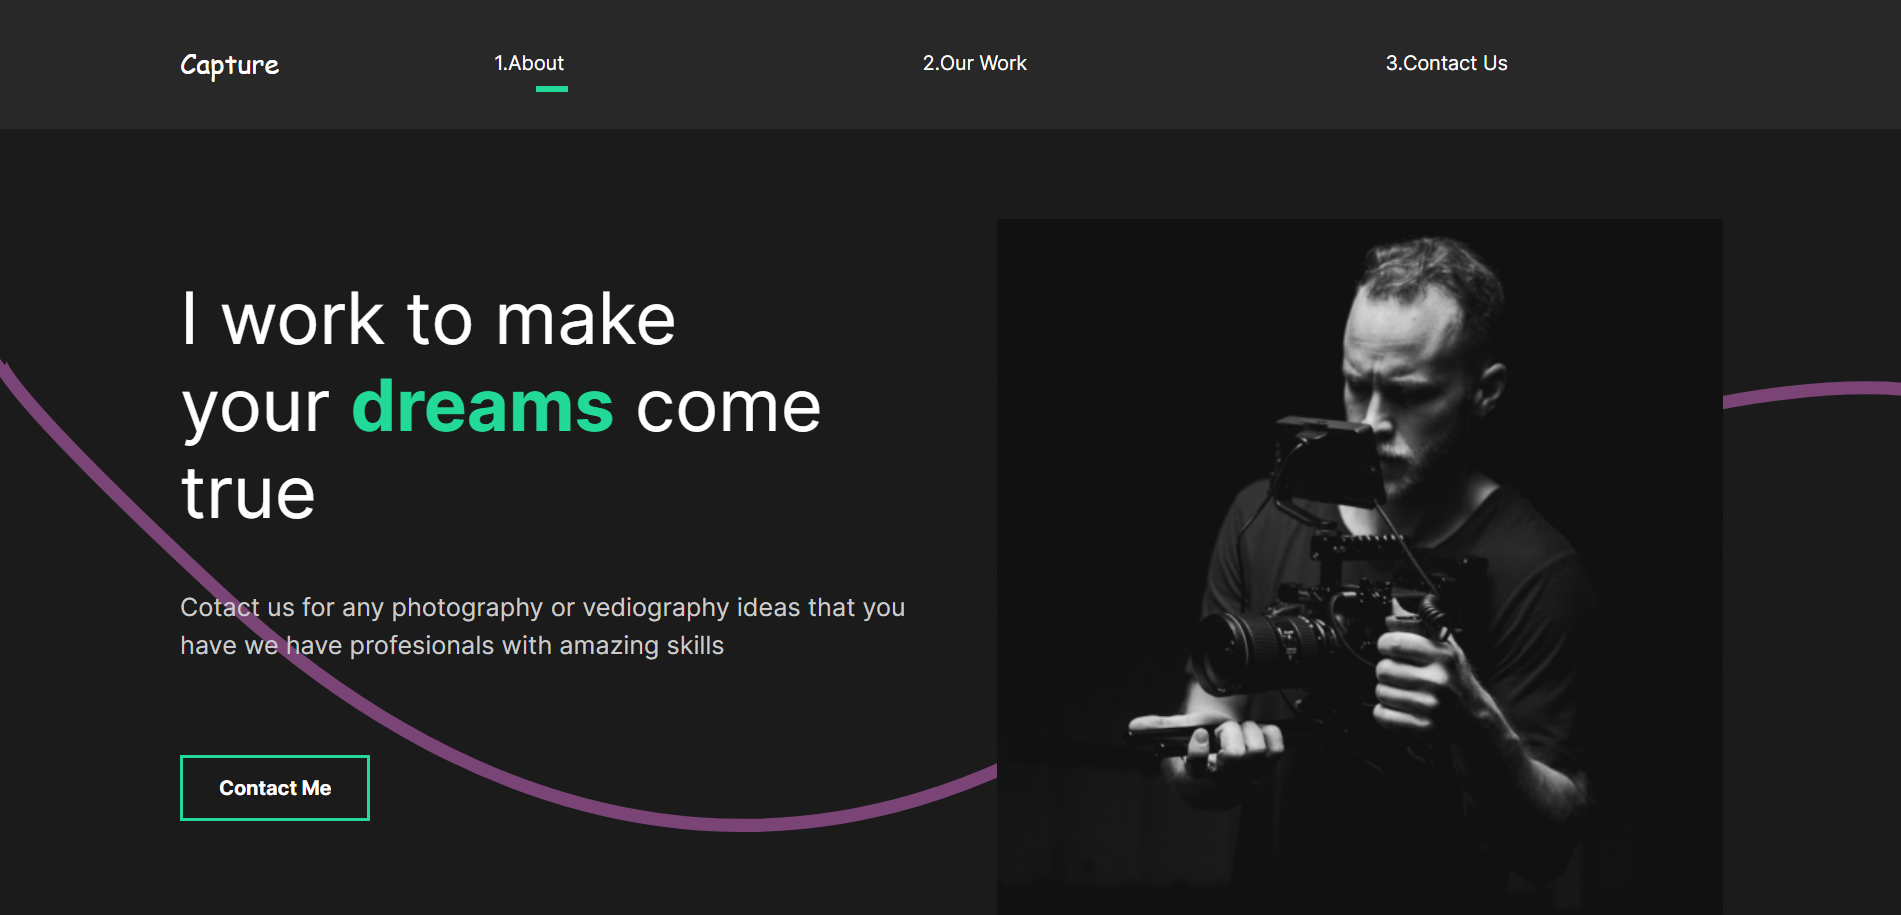 Capture
1.About
2.Our Work
3.Contact Us
I work to make
your dreams come
true
Cotact us for any photography or vediography ideas that you
have we have profesionals with amazing skills
Contact Me